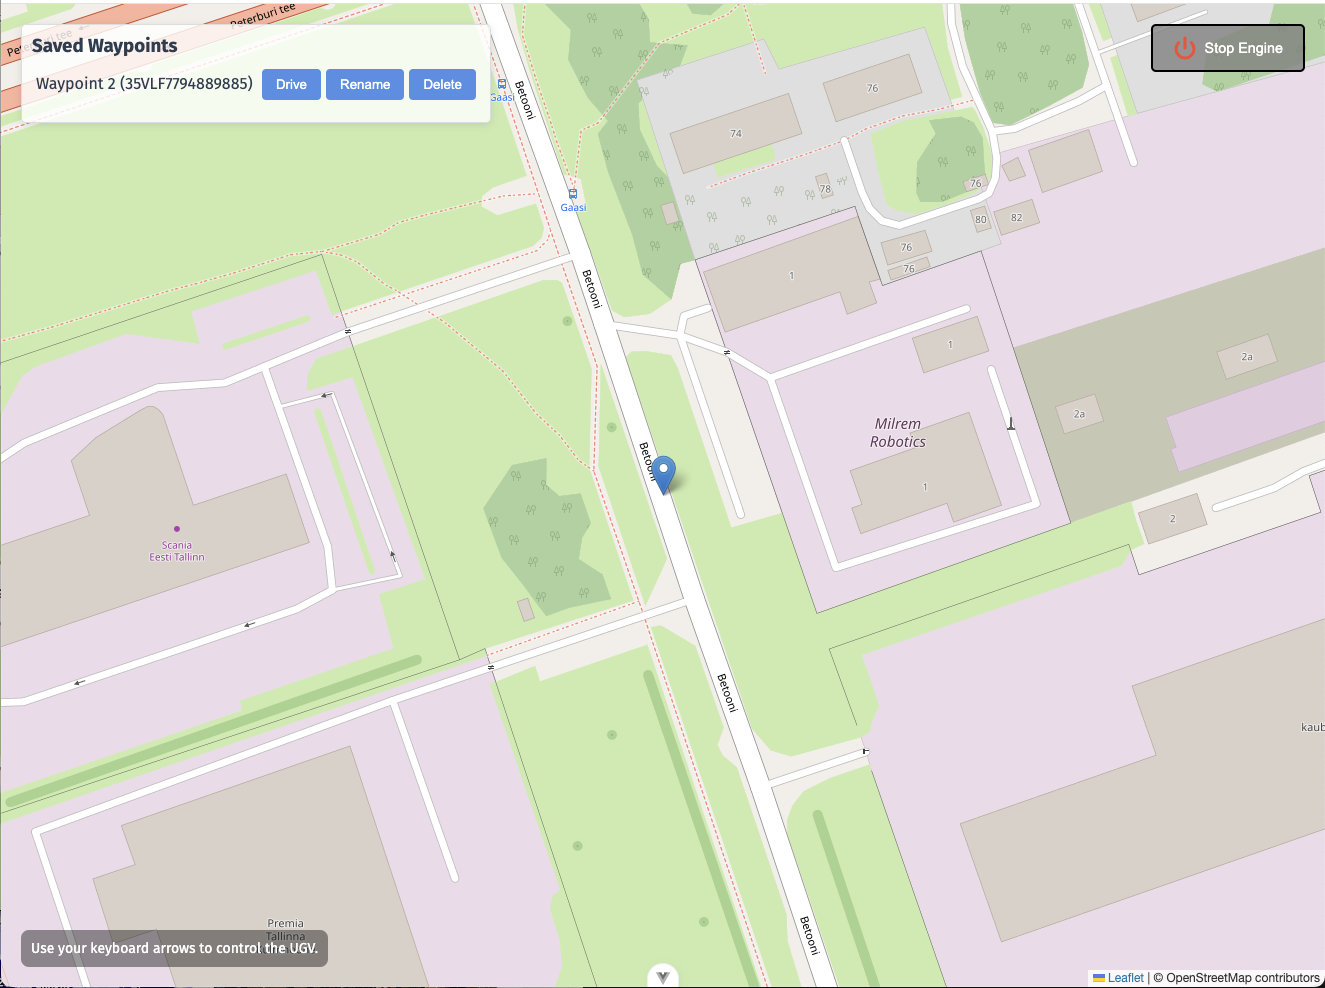 Peterburi tee
Saved Waypoints
Stop Engine
Waypoint 2 (35VLF7794889885)
Drive
Rename
Delete
Gaasi
Betooni
76
74
78
76
Gaasi
80
82
76
76
1
Betooni
1
2a
2a
Milrem
Robotics
Betooni
1
2
Scania
Eesti Tallinn
Betooni
kaub
Premia
Tallinna
Betooni
Use your keyboard arrows to control the UGV.
Leaflet | © OpenStreetMap contributors